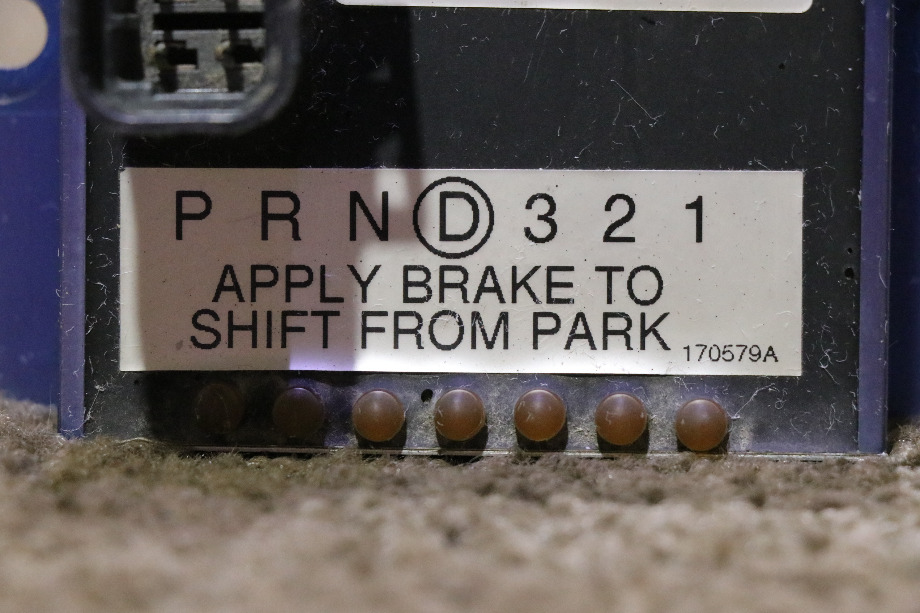 P R N D 3 2 1
APPLY BRAKE TO
SHIFT FROM PARK
170579A